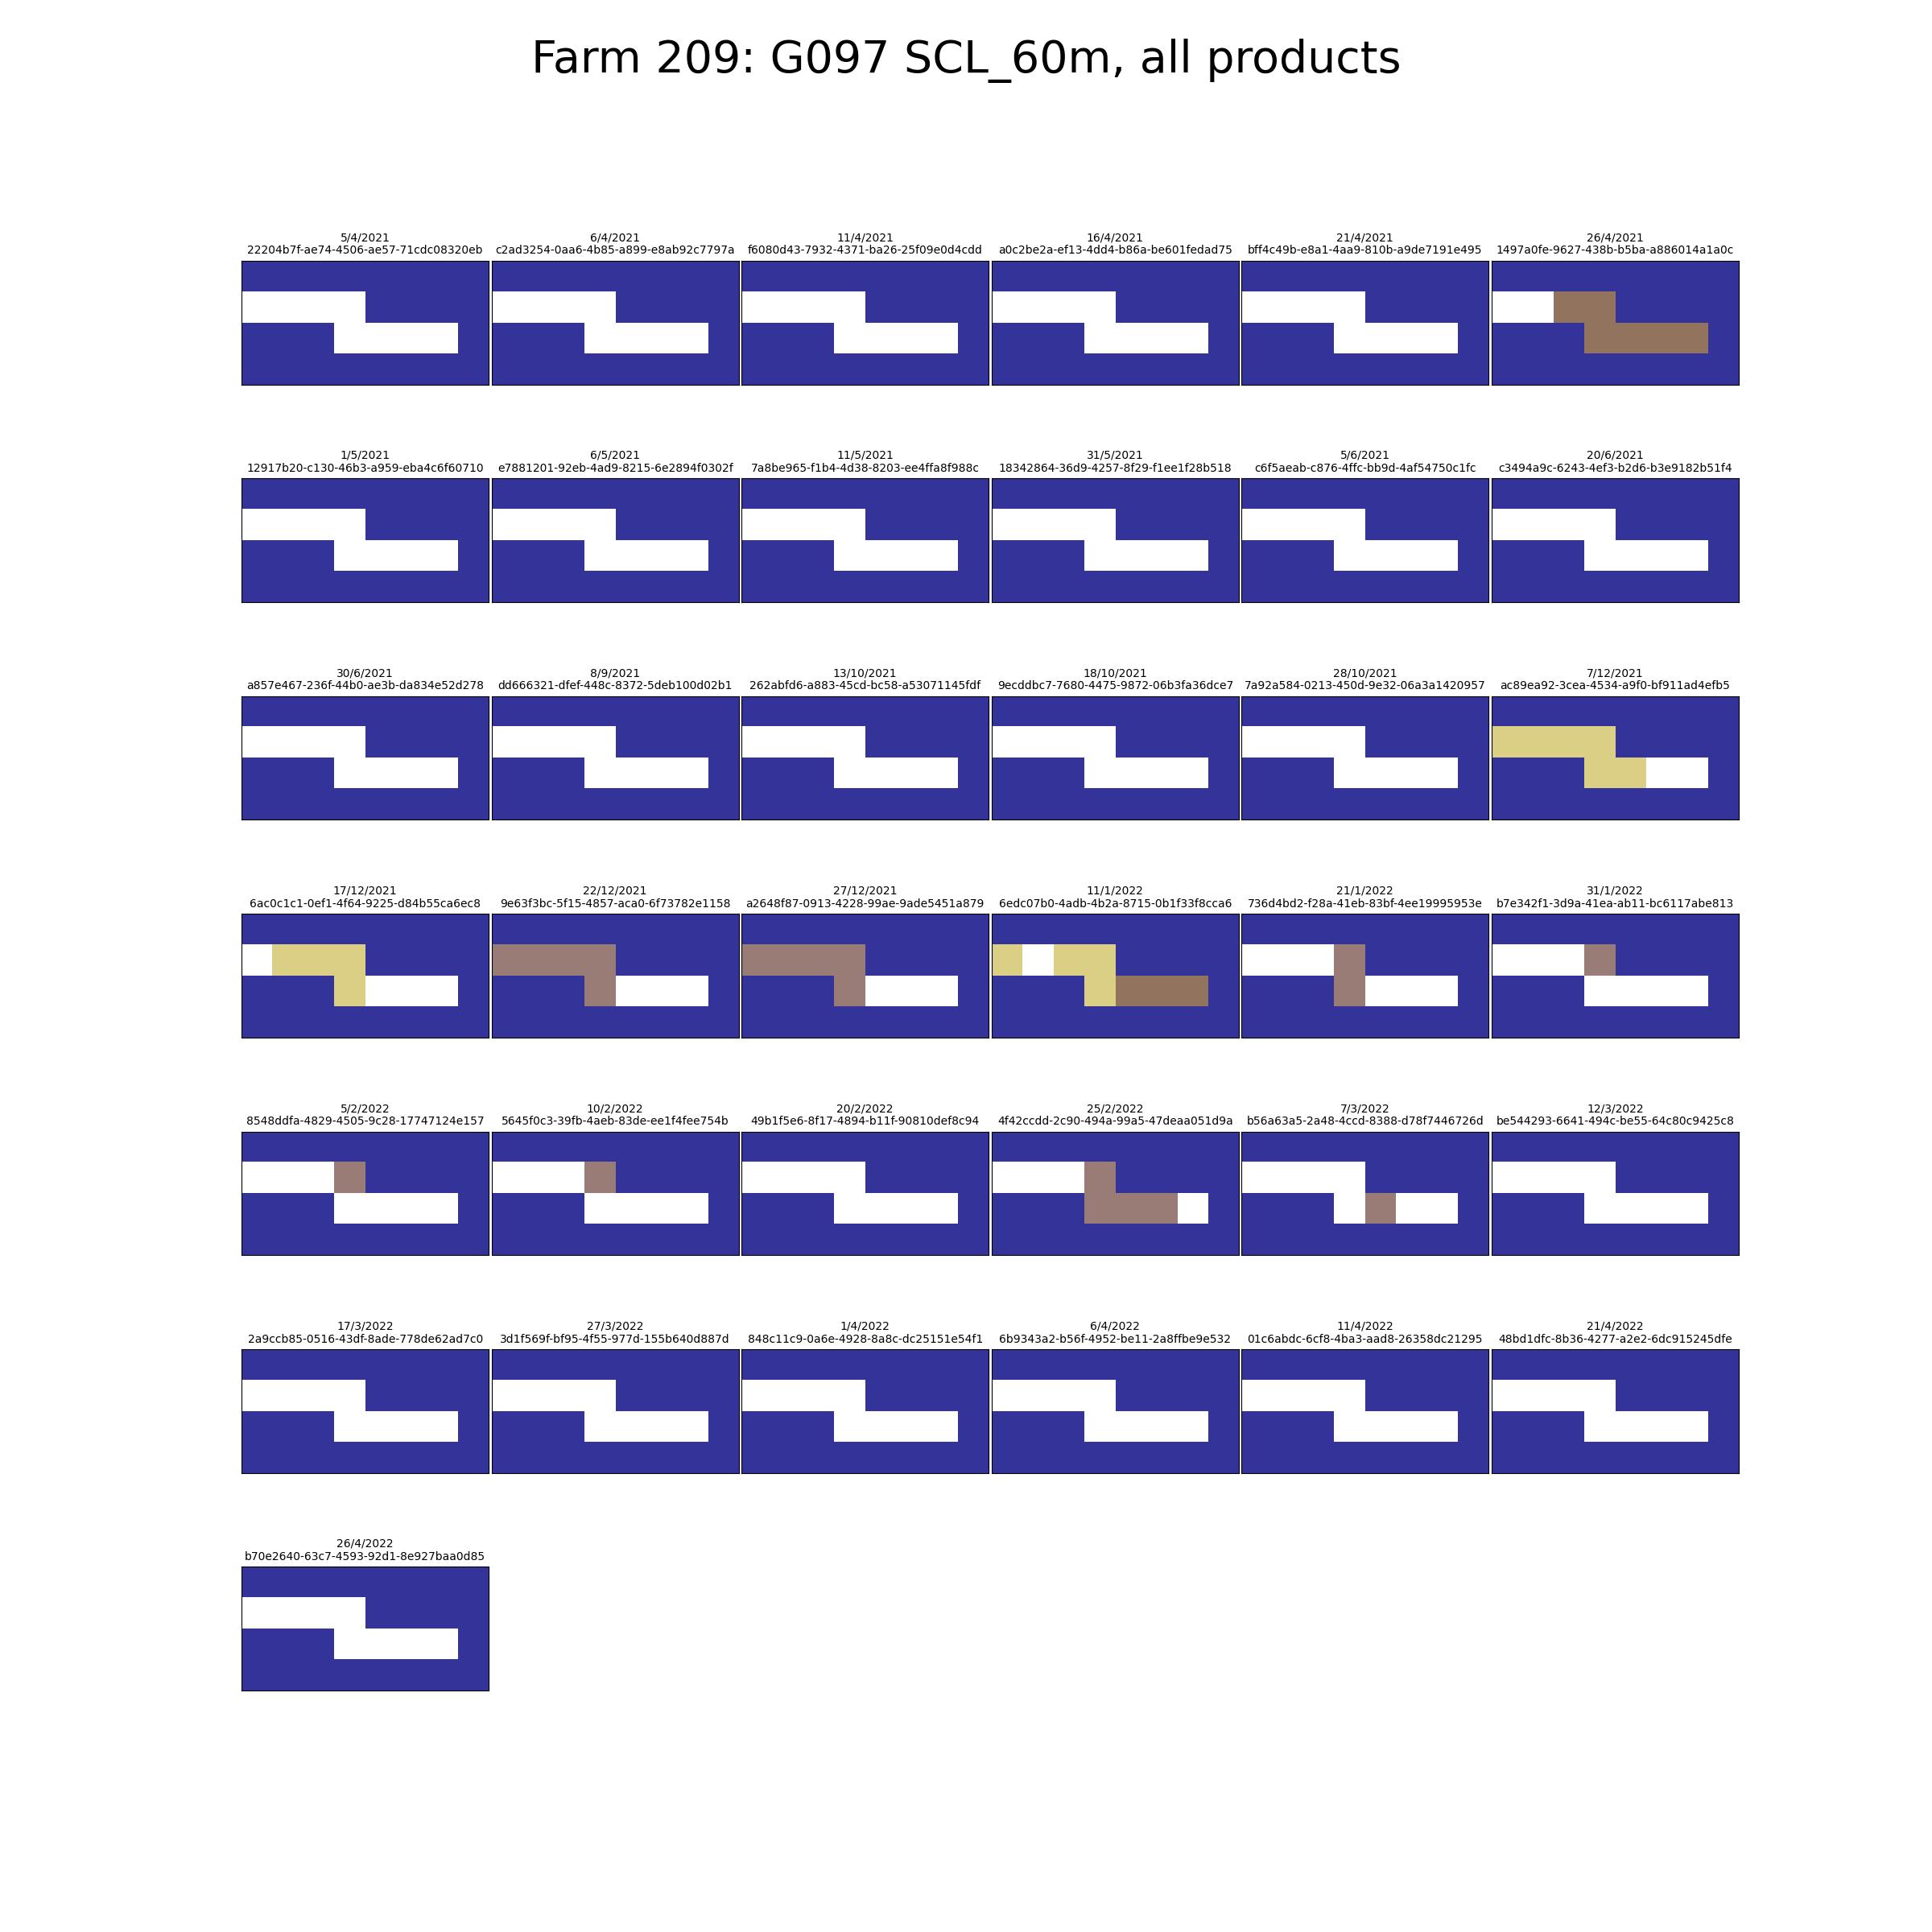 Farm 209: G097 SCL_60m, all products
5/4/2021
22204b7f-ae74-4506-ae57-71cdc08320eb
6/4/2021
c2ad3254-0aa6-4b85-a899-e8ab92c7797a
11/4/2021
f6080d43-7932-4371-ba26-25f09e0d4cdd
16/4/2021
a0c2be2a-ef13-4dd4-b86a-be601fedad75
21/4/2021
bff4c49b-e8a1-4aa9-810b-a9de7191e495
26/4/2021
1497a0fe-9627-438b-b5ba-a886014a1a0c
1/5/2021
12917b20-c130-46b3-a959-eba4c6f60710
6/5/2021
e7881201-92eb-4ad9-8215-6e2894f0302f
11/5/2021
7a8be965-f1b4-4d38-8203-ee4ffa8f988c
31/5/2021
18342864-36d9-4257-8f29-f1ee1f28b518
5/6/2021
c6f5aeab-c876-4ffc-bb9d-4af54750c1fc
20/6/2021
c3494a9c-6243-4ef3-b2d6-b3e9182b51f4
30/6/2021
a857e467-236f-44b0-ae3b-da834e52d278
8/9/2021
dd666321-dfef-448c-8372-5deb100d02b1
13/10/2021
262abfd6-a883-45cd-bc58-a53071145fdf
18/10/2021
9ecddbc7-7680-4475-9872-06b3fa36dce7
28/10/2021
7a92a584-0213-450d-9e32-06a3a1420957
7/12/2021
ac89ea92-3cea-4534-a9f0-bf911ad4efb5
17/12/2021
6ac0c1c1-0ef1-4f64-9225-d84b55ca6ec8
22/12/2021
9e63f3bc-5f15-4857-aca0-6f73782e1158
27/12/2021
a2648f87-0913-4228-99ae-9ade5451a879
11/1/2022
6edc07b0-4adb-4b2a-8715-0b1f33f8cca6
21/1/2022
736d4bd2-f28a-41eb-83bf-4ee19995953e
31/1/2022
b7e342f1-3d9a-41ea-ab11-bc6117abe813
5/2/2022
8548ddfa-4829-4505-9c28-17747124e157
10/2/2022
5645f0c3-39fb-4aeb-83de-ee1f4fee754b
20/2/2022
49b1f5e6-8f17-4894-b11f-90810def8c94
25/2/2022
4f42ccdd-2c90-494a-99a5-47deaa051d9a
7/3/2022
b56a63a5-2a48-4ccd-8388-d78f7446726d
12/3/2022
be544293-6641-494c-be55-64c80c9425c8
17/3/2022
2a9ccb85-0516-43df-8ade-778de62ad7c0
27/3/2022
3d1f569f-bf95-4f55-977d-155b640d887d
1/4/2022
848c11c9-0a6e-4928-8a8c-dc25151e54f1
6/4/2022
6b9343a2-b56f-4952-be11-2a8ffbe9e532
11/4/2022
01c6abdc-6cf8-4ba3-aad8-26358dc21295
21/4/2022
48bd1dfc-8b36-4277-a2e2-6dc915245dfe
26/4/2022
b70e2640-63c7-4593-92d1-8e927baa0d85